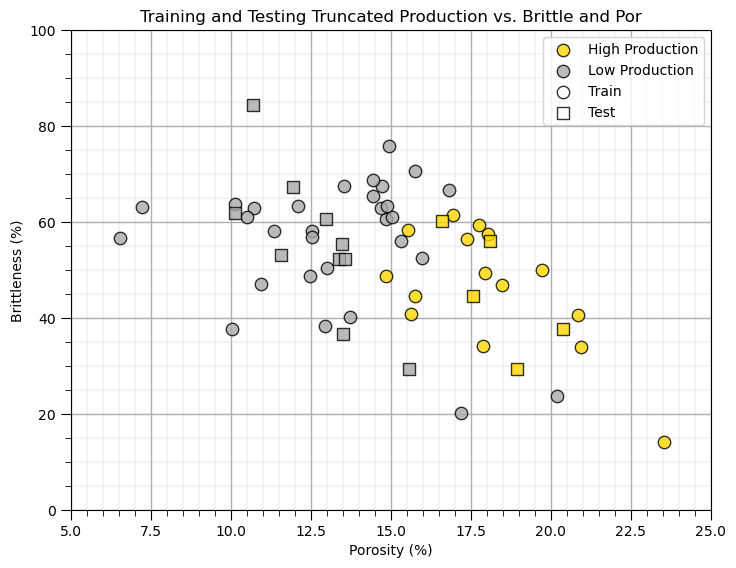 Training and Testing Truncated Production vs. Brittle and Por
100
80
60
40
20
0
Brittleness (%)
High Production
Low Production
Train
Test
5.0 7.5 10.0 12.5 15.0 17.5 20.0 22.5 25.0
Porosity (%)